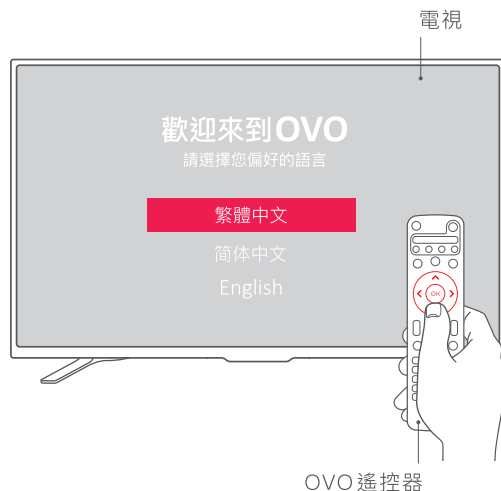 電視
歡迎來到OVO
請選擇您偏好的語言
繁體中文
简体中文
English
OK
OVO遙控器